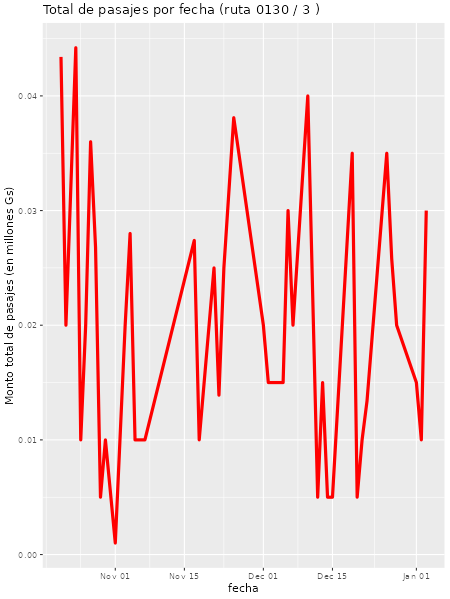 Total de pasajes por fecha (ruta 0130 / 3 )
Monto total de pasajes (en millones Gs)
0.04
0.03
0.02
0.01
0.00
Nov 01
Nov 15
Dec 01
Dec 15
Jan 01
fecha